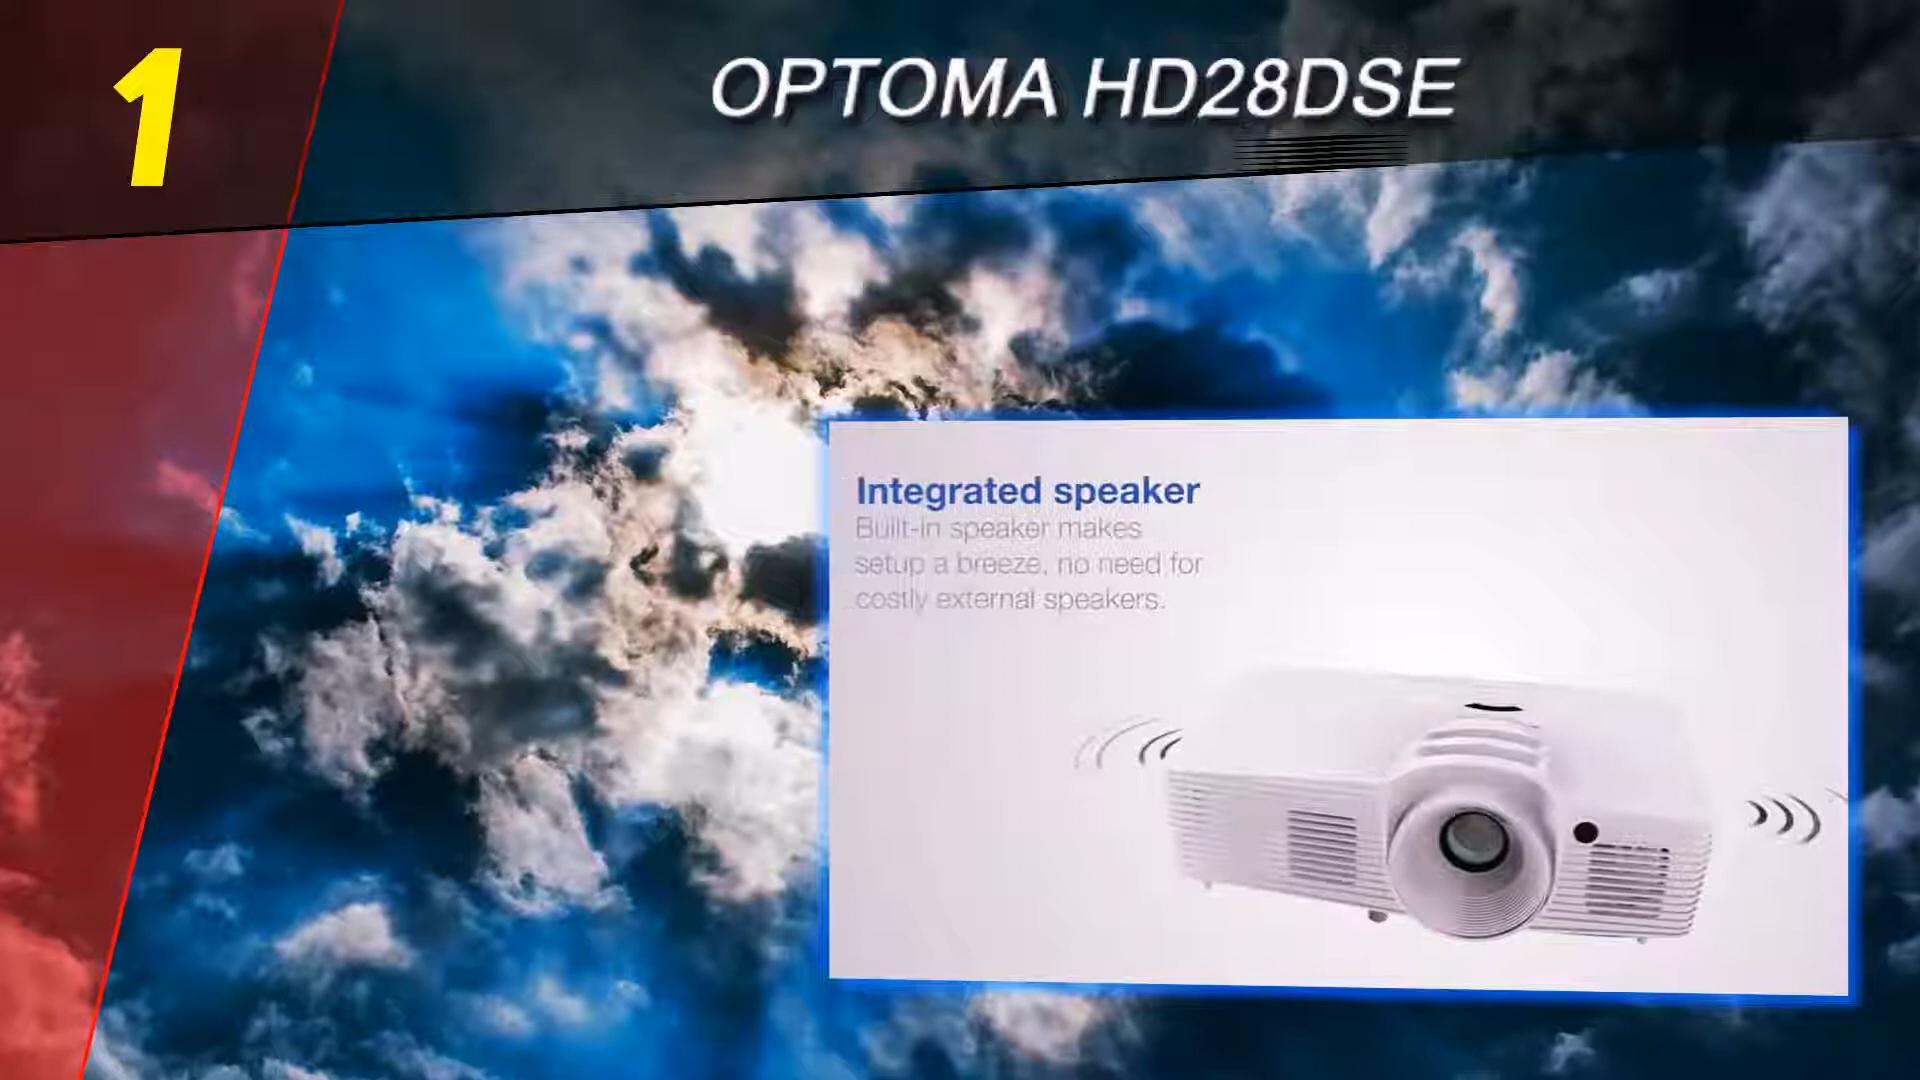 1
OPTOMA HD28DSE
Integrated speaker
Built-in speaker makes
setup a breeze, no need for
costly external speakers.